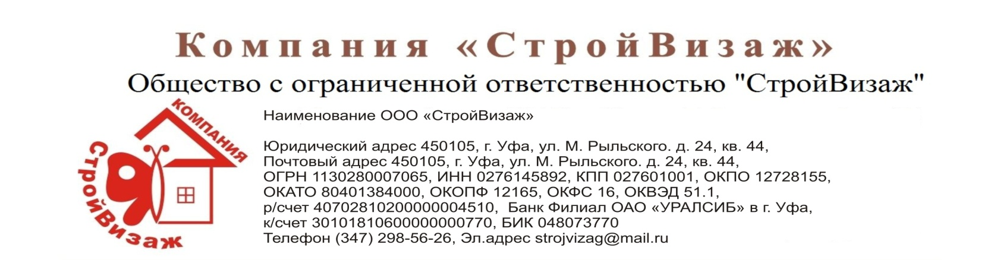 Компания «СтройВизаж»
Общество с ограниченной ответственностью "СтройВизаж"
КОМПАНИЯ
СтройВизаж
Наименование ООО «СтройВизаж»
Юридический адрес 450105, г. Уфа, ул. М. Рыльского. д. 24, кв. 44,
Почтовый адрес 450105, г. Уфа, ул. М. Рыльского. д. 24, кв. 44,
ОГРН 1130280007065, ИНН 0276145892, КПП 027601001, ОКПО 12728155,
ОКАТО 80401384000, ОКОПФ 12165, ОКФС 16, ОКВЭД 51.1,
р/счет 40702810200000004510, Банк Филиал ОАО «УРАЛСИБ» в г. Уфа,
к/счет 30101810600000000770, БИК 048073770
Телефон (347) 298-56-26, Эл.адрес strojvizag@mail.ru